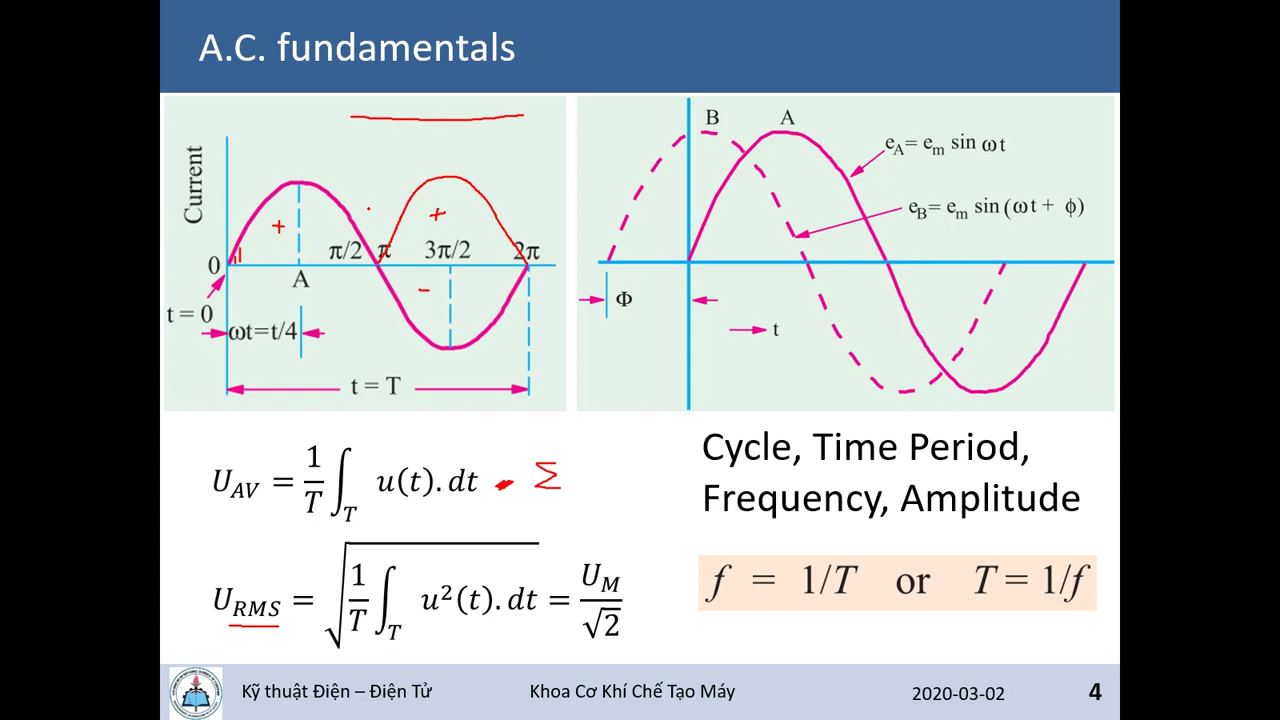 A.C. fundamentals
Current
+
+
0
π/2
π
3π/2
2π
A
-
t = 0
ωt=t/4
t = T
B
A
e_A= e_m sin ωt
e_B= e_m sin (ωt + ϕ)
Φ
t
U_AV = 1/T ∫_T u(t).dt
Σ
U_RMS = √(1/T ∫_T u²(t).dt) = U_M/√2
Cycle, Time Period,
Frequency, Amplitude
f = 1/T or T = 1/f
Kỹ thuật Điện – Điện Tử
Khoa Cơ Khí Chế Tạo Máy
2020-03-02
4